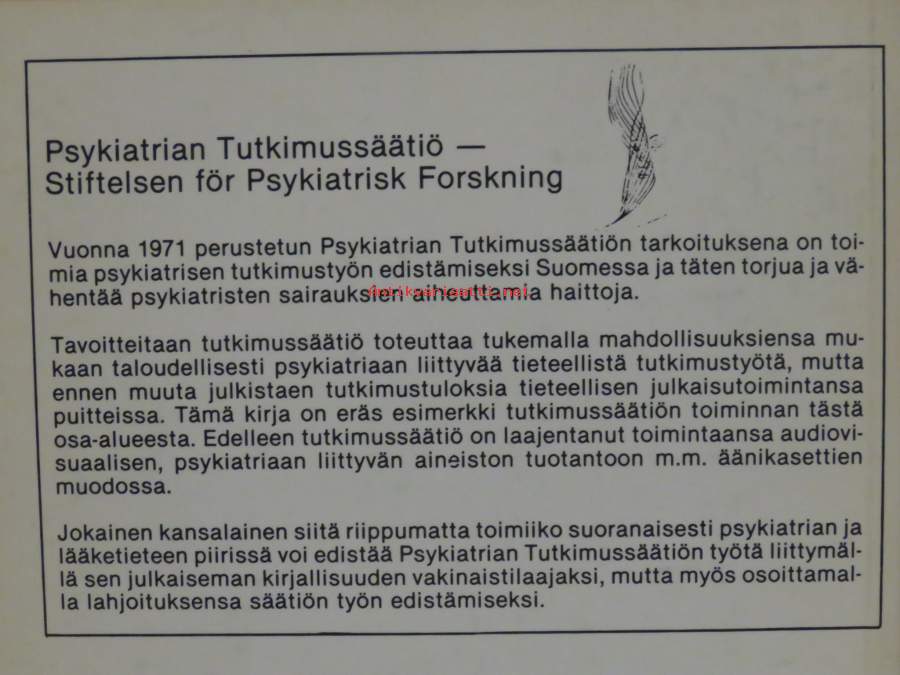 Psykiatrian Tutkimussäätiö —
Stiftelsen för Psykiatrisk Forskning
Vuonna 1971 perustetun Psykiatrian Tutkimussäätiön tarkoituksena on toi-
mia psykiatrisen tutkimustyön edistämiseksi Suomessa ja täten torjua ja vä-
hentää psykiatristen sairauksien aiheuttamia haittoja.
antikvariaatti.net
Tavoitteitaan tutkimussäätiö toteuttaa tukemalla mahdollisuuksiensa mu-
kaan taloudellisesti psykiatriaan liittyvää tieteellistä tutkimustyötä, mutta
ennen muuta julkistaen tutkimustuloksia tieteellisen julkaisutoimintansa
puitteissa. Tämä kirja on eräs esimerkki tutkimussäätiön toiminnan tästä
osa-alueesta. Edelleen tutkimussäätiö on laajentanut toimintaansa audiovi-
suaalisen, psykiatriaan liittyvän aineiston tuotantoon m.m. äänikasettien
muodossa.
Jokainen kansalainen siitä riippumatta toimiiko suoranaisesti psykiatrian ja
lääketieteen piirissä voi edistää Psykiatrian Tutkimussäätiön työtä liittymäl-
lä sen julkaiseman kirjallisuuden vakinaistilaajaksi, mutta myös osoittamal-
la lahjoituksensa säätiön työn edistämiseksi.